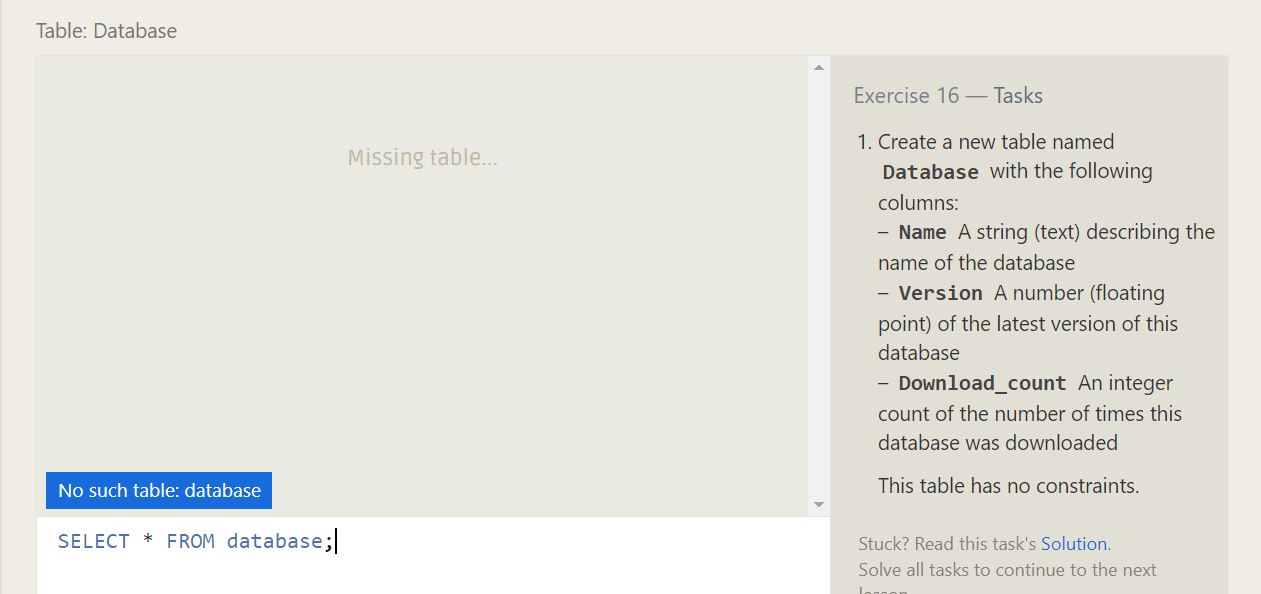 Table: Database
Missing table...
No such table: database
SELECT * FROM database;
Exercise 16 — Tasks
1. Create a new table named
Database with the following
columns:
– Name A string (text) describing the
name of the database
– Version A number (floating
point) of the latest version of this
database
– Download_count An integer
count of the number of times this
database was downloaded
This table has no constraints.
Stuck? Read this task's Solution.
Solve all tasks to continue to the next